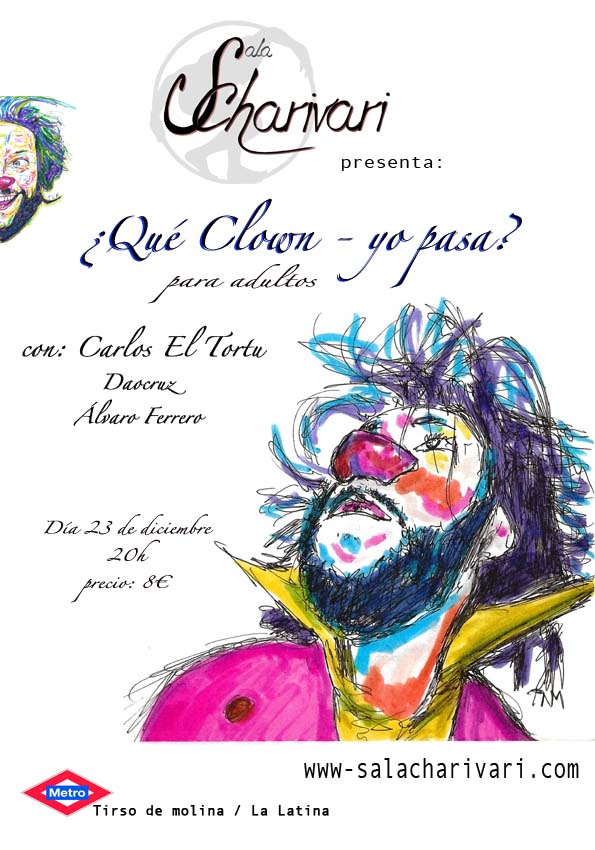 Sala
Charivari
presenta:
¿Qué Clown - yo pasa?
para adultos
con: Carlos El Tortu
Daocruz
Álvaro Ferrero
Día 23 de diciembre
20h
precio: 8€
TNM
www-salacharivari.com
Metro
Tirso de molina / La Latina